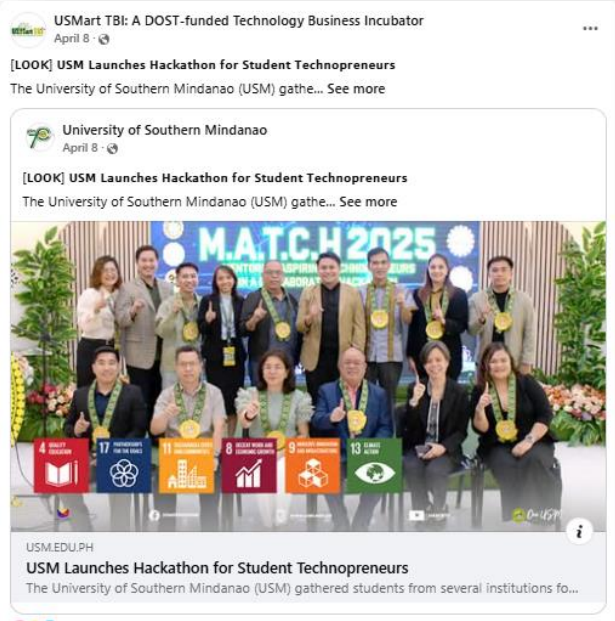 USMart TBI: A DOST-funded Technology Business Incubator
April 8 ·
[LOOK] USM Launches Hackathon for Student Technopreneurs
The University of Southern Mindanao (USM) gathe... See more
University of Southern Mindanao
April 8 ·
[LOOK] USM Launches Hackathon for Student Technopreneurs
The University of Southern Mindanao (USM) gathe... See more
M.A.T.C.H 2025
4 QUALITY EDUCATION
17 PARTNERSHIPS FOR THE GOALS
11 SUSTAINABLE CITIES AND COMMUNITIES
8 DECENT WORK AND ECONOMIC GROWTH
9 INDUSTRY, INNOVATION AND INFRASTRUCTURE
13 CLIMATE ACTION
One USM
USM.EDU.PH
USM Launches Hackathon for Student Technopreneurs
The University of Southern Mindanao (USM) gathered students from several institutions fo...